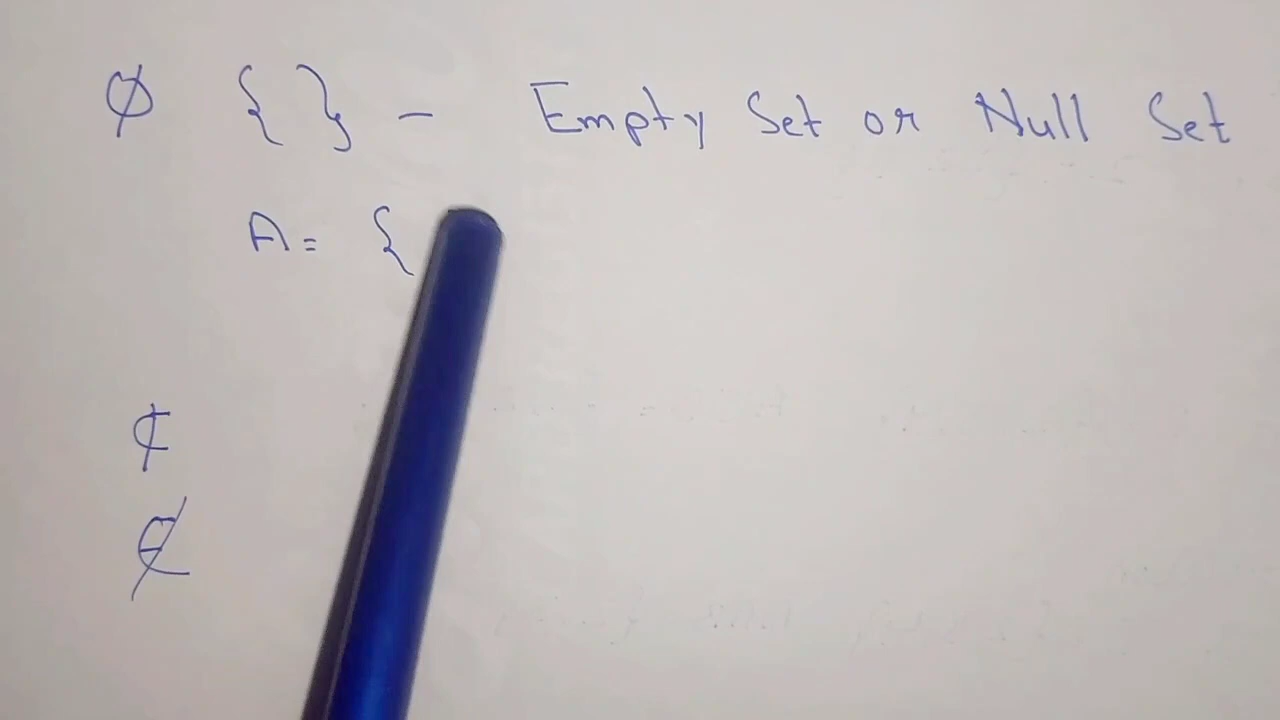 ∅ { } - Empty Set or Null Set
A = {
⊄
∉